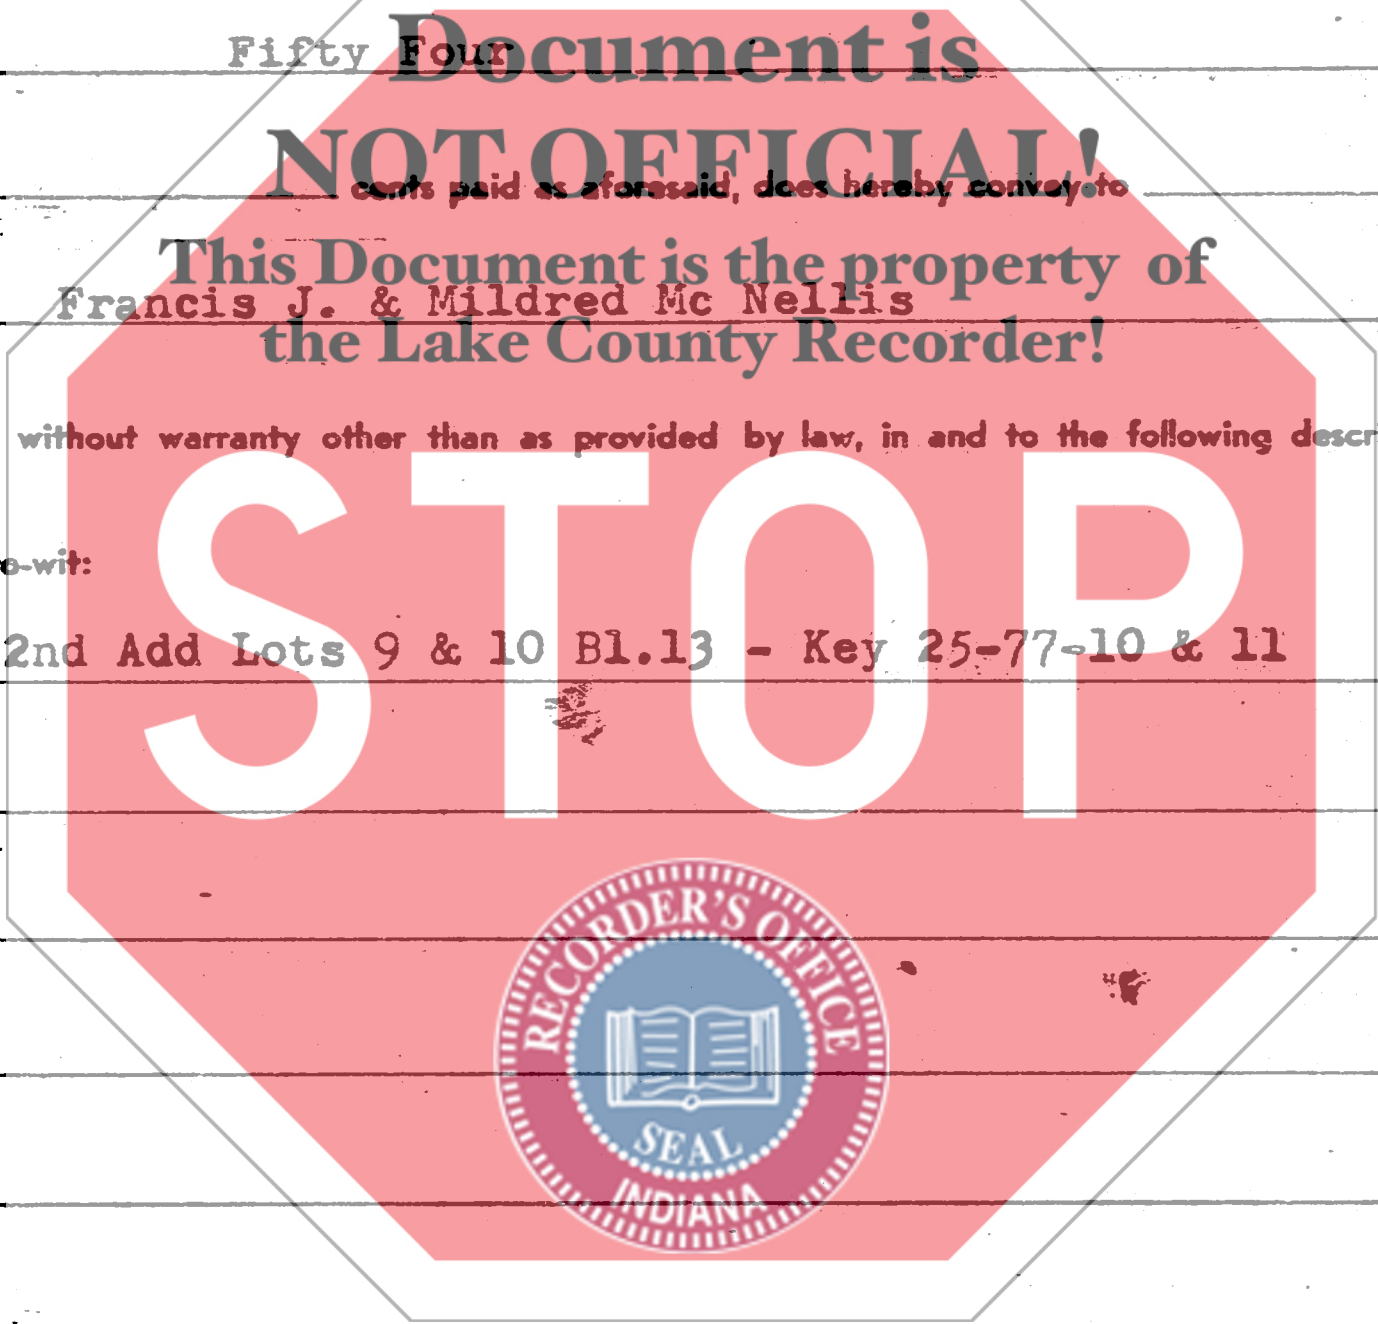 Document is
Fifty Four
NOT OFFICIAL!
cents paid as aforesaid, does hereby convey to
This Document is the property of
Francis J. & Mildred Mc Nellis
the Lake County Recorder!
without warranty other than as provided by law, in and to the following descr
o-wit:
STOP
2nd Add Lots 9 & 10 Bl.13 - Key 25-77-10 & 11
RECORDER'S OFFICE
SEAL
INDIANA